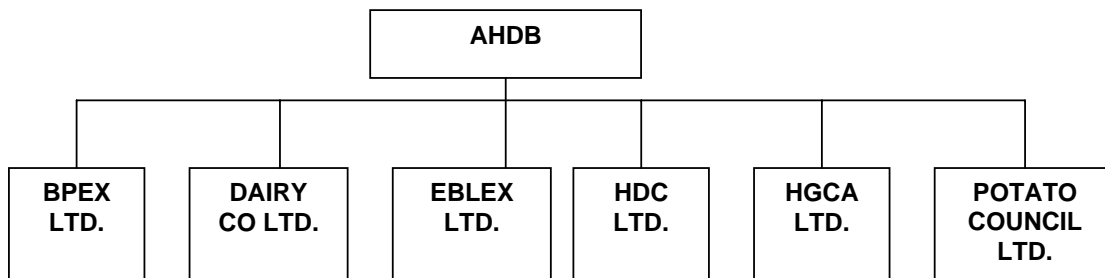 AHDB
BPEX
LTD.
DAIRY
CO LTD.
EBLEX
LTD.
HDC
LTD.
HGCA
LTD.
POTATO
COUNCIL
LTD.